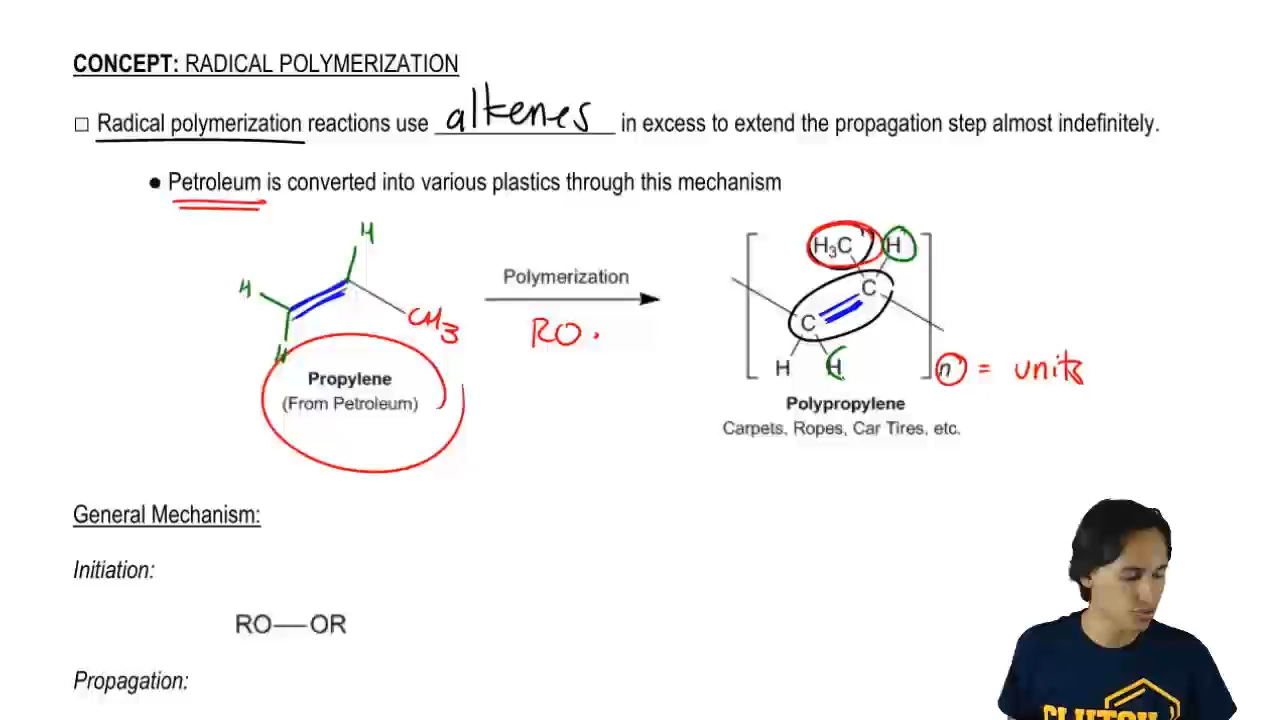 CONCEPT: RADICAL POLYMERIZATION
□ Radical polymerization reactions use alkenes in excess to extend the propagation step almost indefinitely.
● Petroleum is converted into various plastics through this mechanism
H
H
H
CH3
Propylene
(From Petroleum)
Polymerization
RO·
H₃C H
C
C
H H
n = units
Polypropylene
Carpets, Ropes, Car Tires, etc.
General Mechanism:
Initiation:
RO—OR
Propagation:
CLUTCH